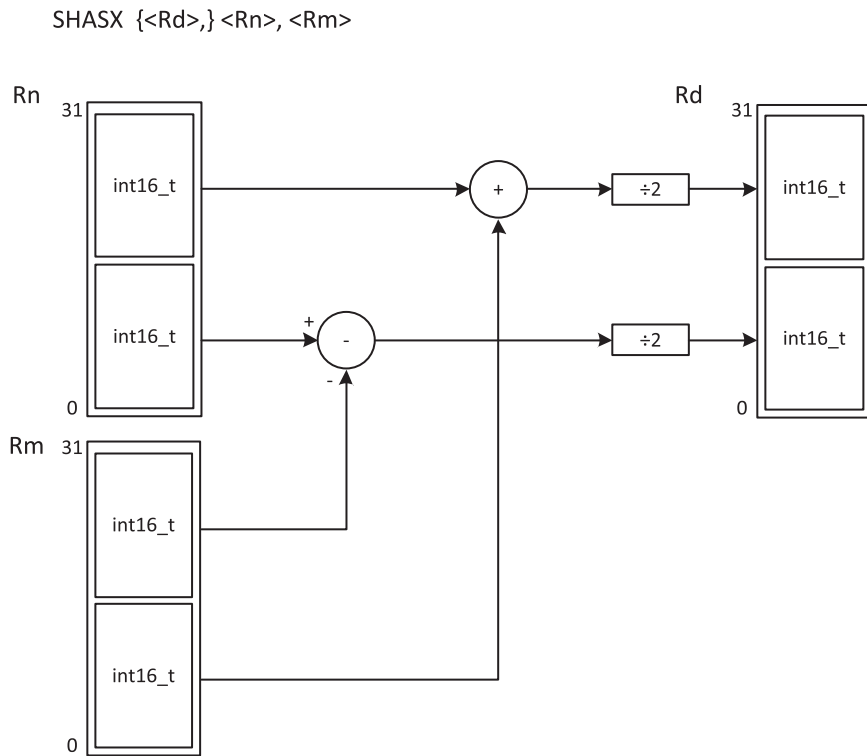 SHASX {<Rd>,} <Rn>, <Rm>
Rn
31
int16_t
int16_t
0
Rm
31
int16_t
int16_t
0
+
-
-
+
÷2
÷2
Rd
31
int16_t
int16_t
0